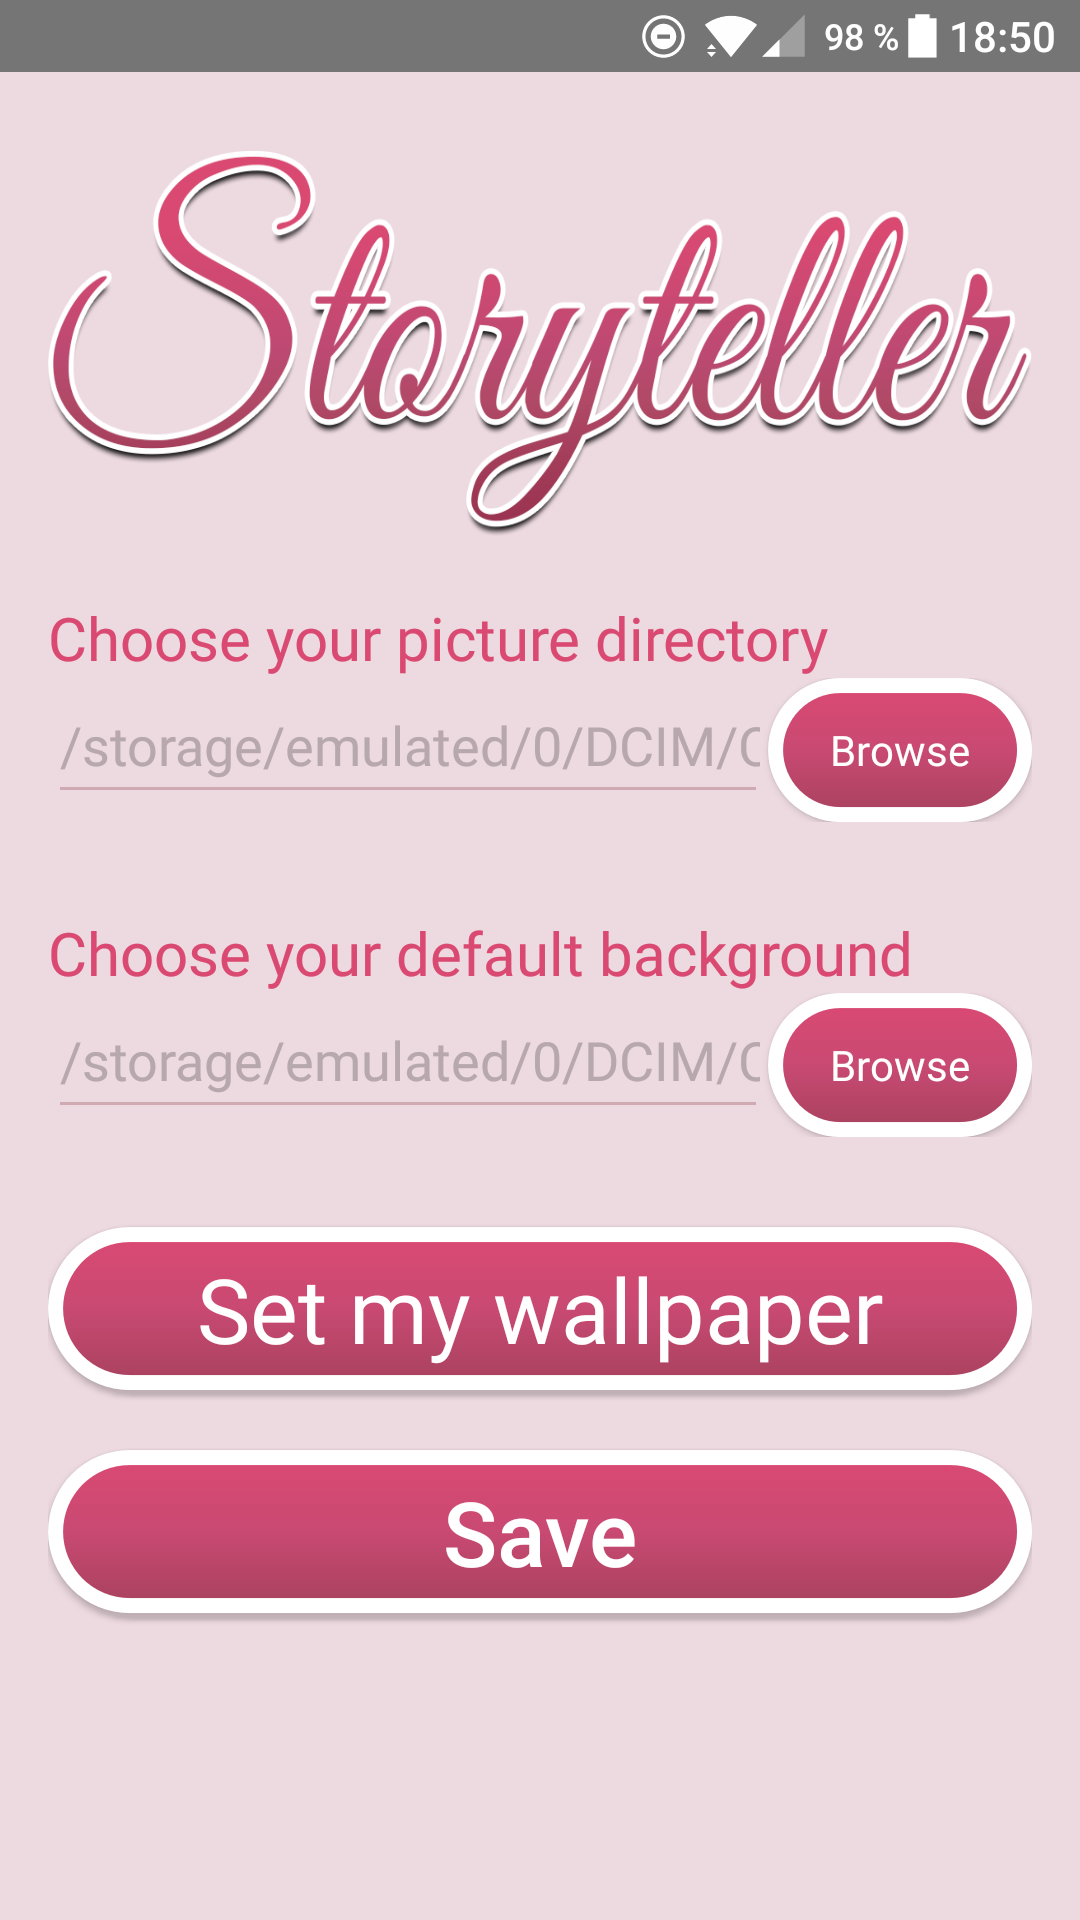 98 % 18:50
Storyteller
Choose your picture directory
/storage/emulated/0/DCIM/
Browse
Choose your default background
/storage/emulated/0/DCIM/
Browse
Set my wallpaper
Save